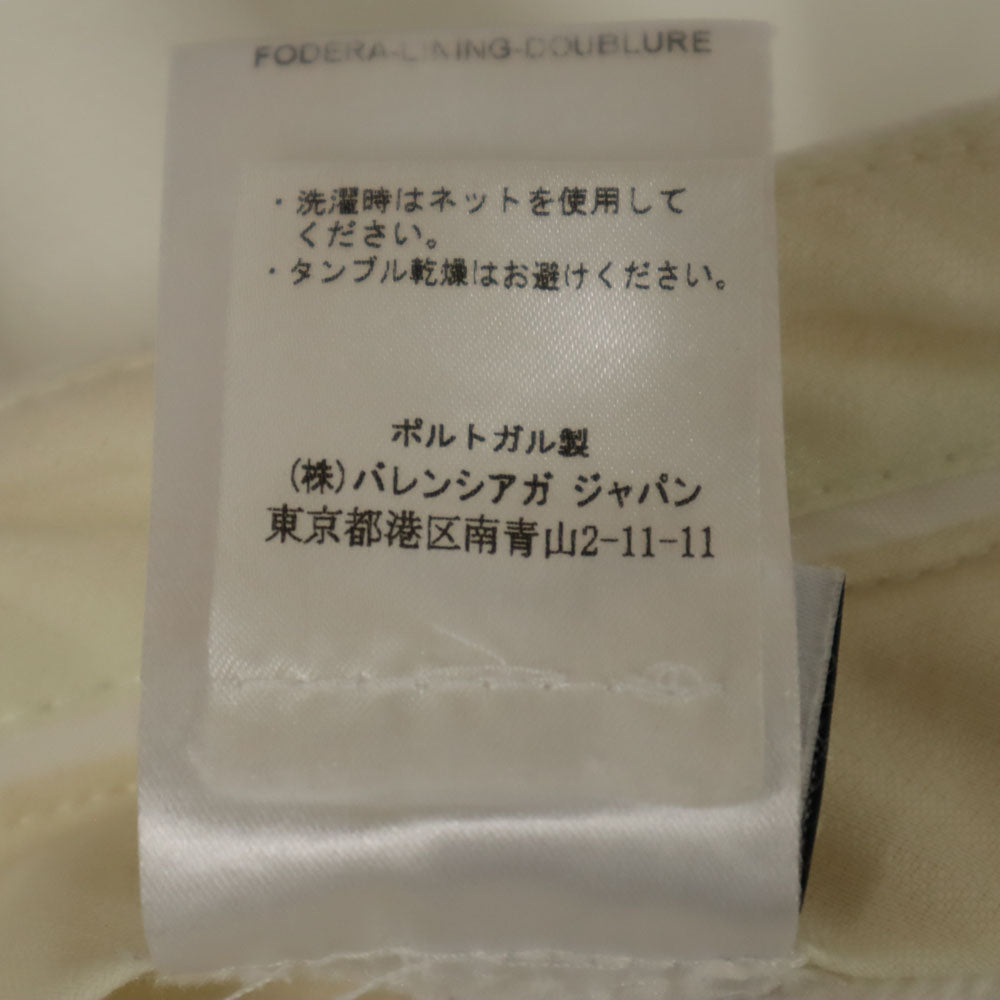 FODERA-LINING-DOUBLURE
・洗濯時はネットを使用して
ください。
・タンブル乾燥はお避けください。
ポルトガル製
(株)バレンシアガ ジャパン
東京都港区南青山2-11-11